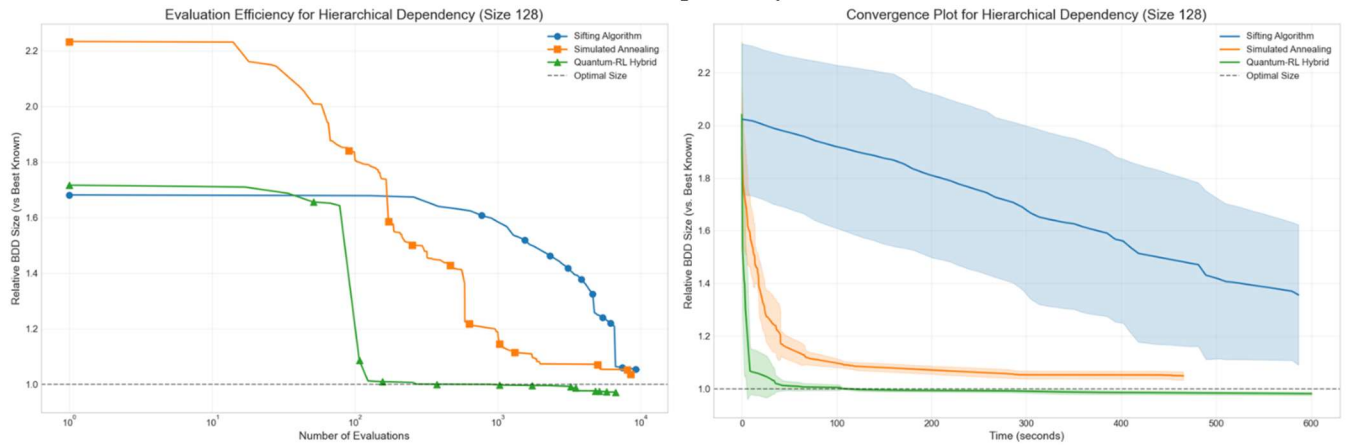 Evaluation Efficiency for Hierarchical Dependency (Size 128)
Relative BDD Size (vs Best Known)
2.2
2.0
1.8
1.6
1.4
1.2
1.0
Sifting Algorithm
Simulated Annealing
Quantum-RL Hybrid
Optimal Size
10⁰
10¹
10²
10³
10⁴
Number of Evaluations
Convergence Plot for Hierarchical Dependency (Size 128)
Relative BDD Size (vs. Best Known)
2.2
2.0
1.8
1.6
1.4
1.2
1.0
Sifting Algorithm
Simulated Annealing
Quantum-RL Hybrid
Optimal Size
0
100
200
300
400
500
600
Time (seconds)